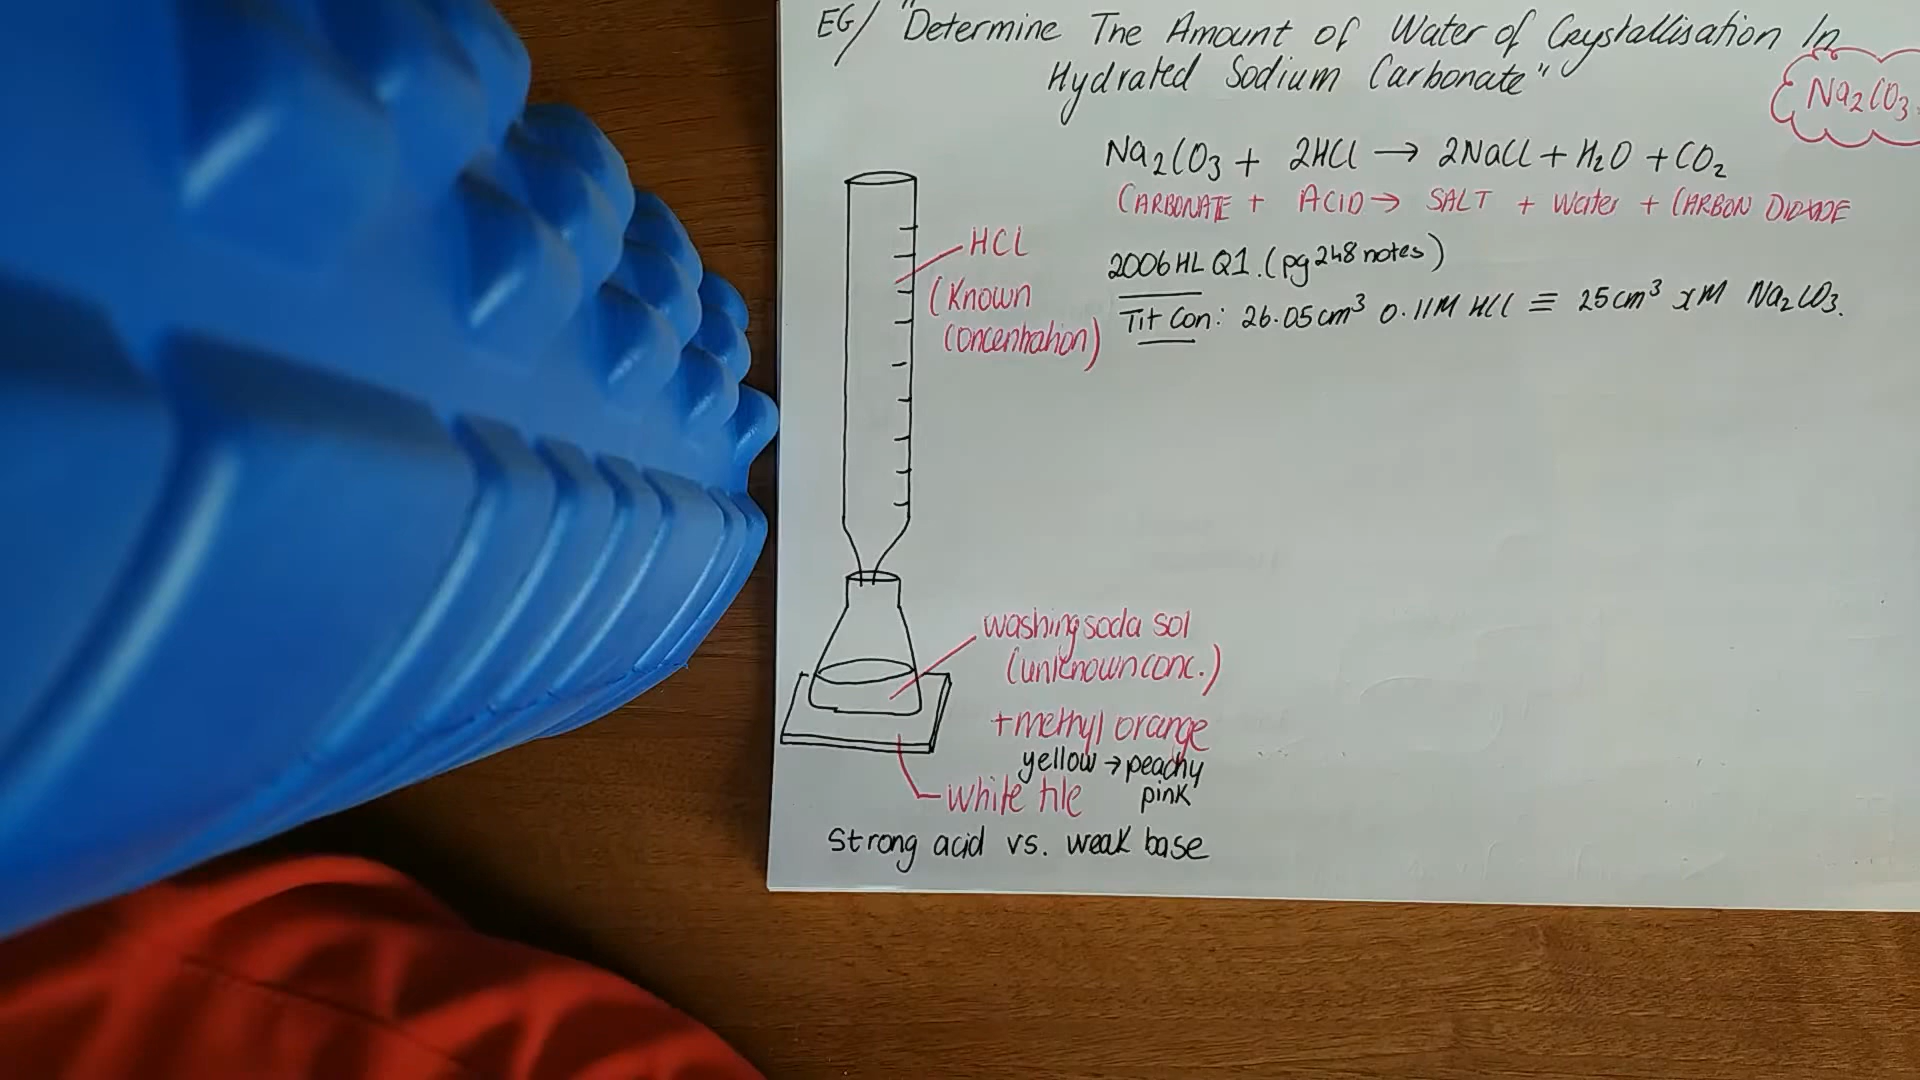 EG/ "Determine The Amount of Water of Crystallisation In
Hydrated Sodium Carbonate"
Na2CO3.
Na2CO3 + 2HCl → 2NaCl + H2O + CO2
CARBONATE + ACID → SALT + Water + CARBON DIOXIDE
2006 HL Q1. (pg 248 notes)
Tit Con: 26.05cm³ 0.11M HCl ≡ 25cm³ xM Na2CO3.
HCl
(Known
Concentration)
washing soda sol
(unknown conc.)
+methyl orange
yellow → peachy
pink
white tile
Strong acid vs. weak base